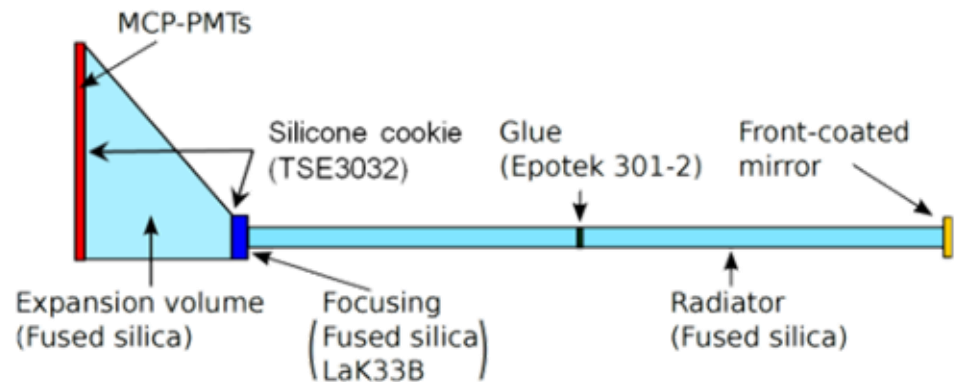 MCP-PMTs
Silicone cookie
(TSE3032)
Glue
(Epotek 301-2)
Front-coated
mirror
Expansion volume
(Fused silica)
Focusing
(Fused silica)
LaK33B
Radiator
(Fused silica)